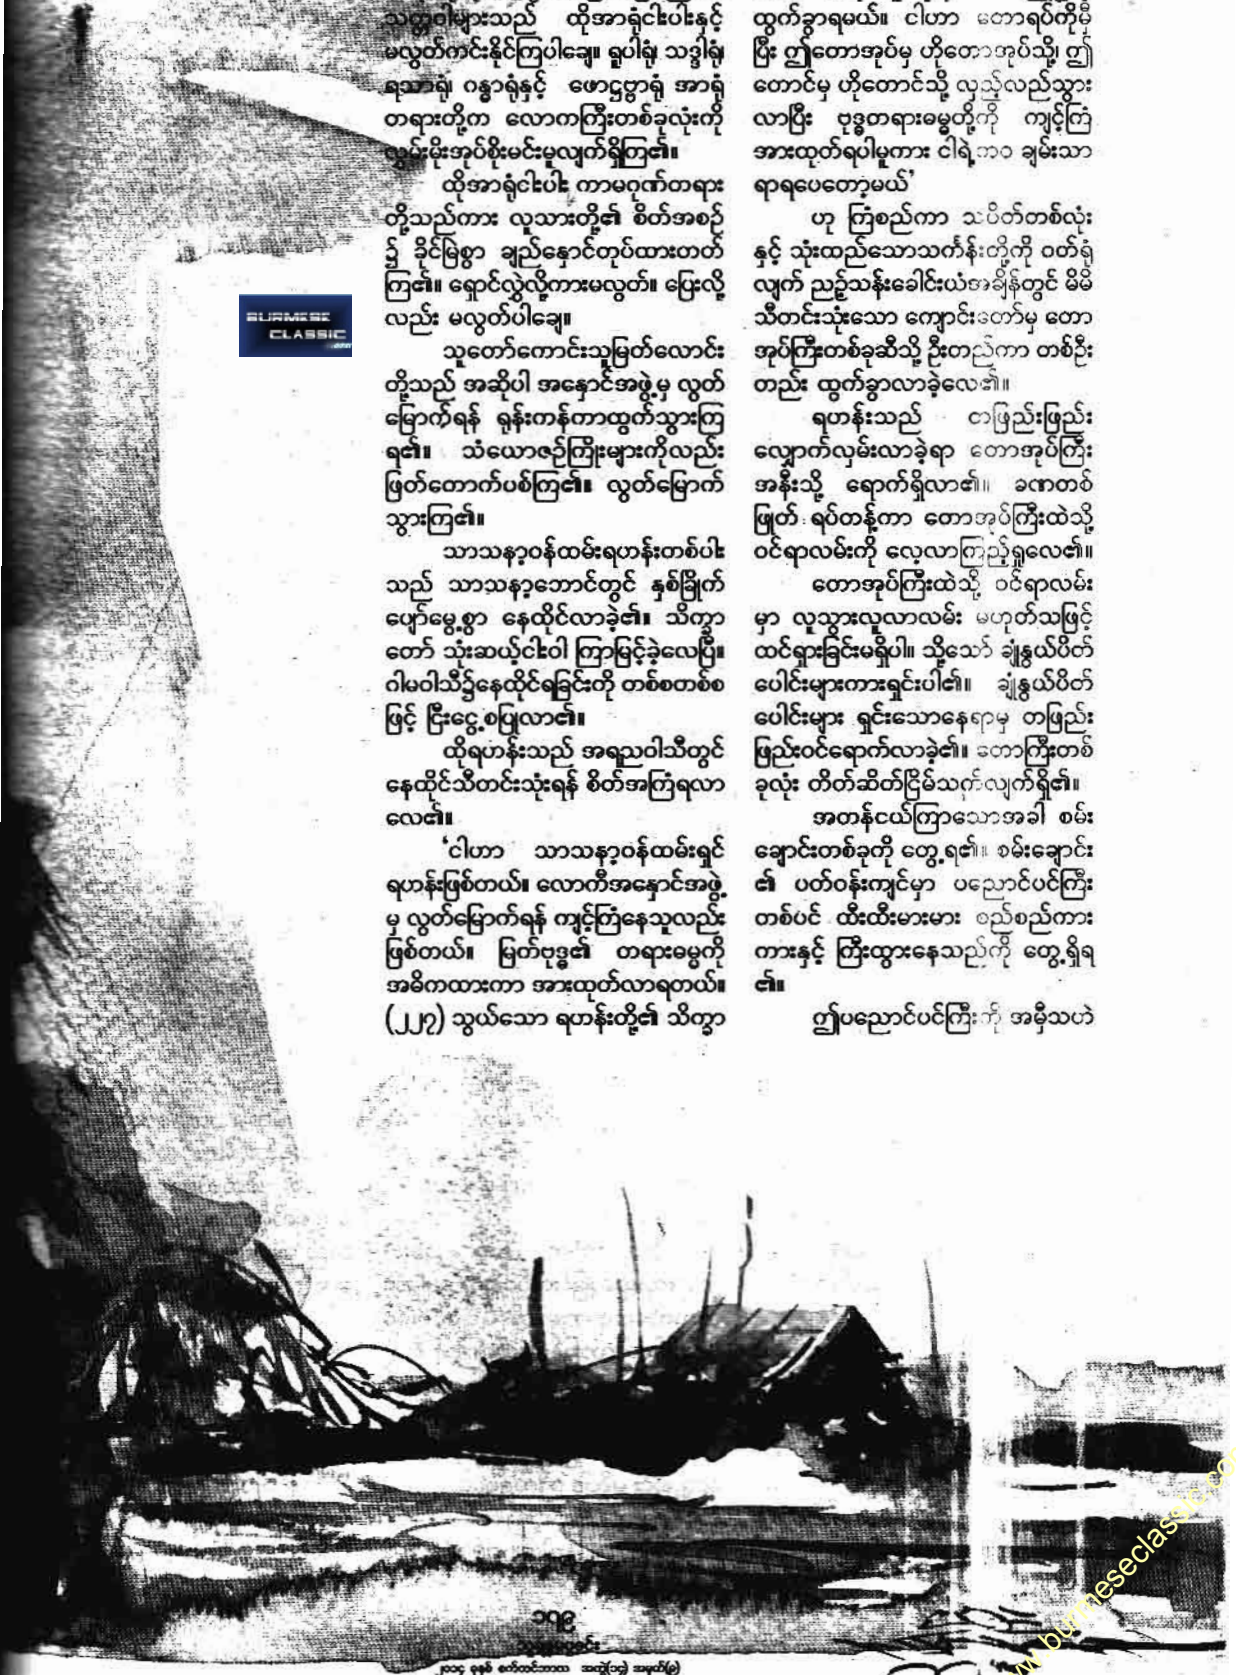 သတ္တဝါများသည် ထိုအာရုံငါးပါးနှင့်
မလွတ်ကင်းနိုင်ကြပါချေ။ ရူပါရုံ၊ သဒ္ဒါရုံ၊
ရသာရုံ၊ ဂန္ဓာရုံနှင့် ဖောဋ္ဌဗ္ဗာရုံ အာရုံ
တရားတို့က လောကကြီးတစ်ခုလုံးကို
လွှမ်းမိုးအုပ်စိုးမင်းမူလျက်ရှိကြ၏။
ထိုအာရုံငါးပါး ကာမဂုဏ်တရား
တို့သည်ကား လူသားတို့၏ စိတ်အစဉ်
၌ ခိုင်မြဲစွာ ချည်နှောင်တုပ်ထားတတ်
ကြ၏။ ရှောင်လွှဲလို့ကားမလွတ်။ ပြေးလို့
လည်း မလွတ်ပါချေ။
သူတော်ကောင်းသူမြတ်လောင်း
တို့သည် အဆိုပါ အနှောင်အဖွဲ့မှ လွတ်
မြောက်ရန် ရုန်းကန်ကာထွက်သွားကြ
ရ၏။ သံယောဇဉ်ကြိုးများကိုလည်း
ဖြတ်တောက်ပစ်ကြ၏။ လွတ်မြောက်
သွားကြ၏။
သာသနာ့ဝန်ထမ်းရဟန်းတစ်ပါး
သည် သာသနာ့ဘောင်တွင် နှစ်ခြိုက်
ပျော်မွေ့စွာ နေထိုင်လာခဲ့၏။ သိက္ခာ
တော် သုံးဆယ့်ငါးဝါ ကြာမြင့်ခဲ့လေပြီ။
ဂါမဝါသီ၌နေထိုင်ရခြင်းကို တစ်စတစ်စ
ဖြင့် ငြီးငွေ့စပြုလာ၏။
ထိုရဟန်းသည် အရညဝါသီတွင်
နေထိုင်သီတင်းသုံးရန် စိတ်အကြံရလာ
လေ၏။
‘ငါဟာ သာသနာ့ဝန်ထမ်းရှင်
ရဟန်းဖြစ်တယ်။ လောကီအနှောင်အဖွဲ့
မှ လွတ်မြောက်ရန် ကျင့်ကြံနေသူလည်း
ဖြစ်တယ်။ မြတ်ဗုဒ္ဓ၏ တရားဓမ္မကို
အဓိကထားကာ အားထုတ်လာရတယ်။
(၂၂၇) သွယ်သော ရဟန်းတို့၏ သိက္ခာ
ထွက်ခွာရမယ်။ ငါဟာ တောရပ်ကိုမှီ
ပြီး ဤတောအုပ်မှ ဟိုတောအုပ်သို့၊ ဤ
တောင်မှ ဟိုတောင်သို့ လှည့်လည်သွား
လာပြီး ဗုဒ္ဓတရားဓမ္မတို့ကို ကျင့်ကြံ
အားထုတ်ရပါမူကား ငါရဲ့ဘဝ ချမ်းသာ
ရာရပေတော့မယ်’
ဟု ကြံစည်ကာ သပိတ်တစ်လုံး
နှင့် သုံးထည်သောသင်္ကန်းတို့ကို ဝတ်ရုံ
လျက် ညဉ့်သန်းခေါင်းယံအချိန်တွင် မိမိ
သီတင်းသုံးသော ကျောင်းတော်မှ တော
အုပ်ကြီးတစ်ခုဆီသို့ ဦးတည်ကာ တစ်ဦး
တည်း ထွက်ခွာလာခဲ့လေ၏။
ရဟန်းသည် တဖြည်းဖြည်း
လျှောက်လှမ်းလာခဲ့ရာ တောအုပ်ကြီး
အနီးသို့ ရောက်ရှိလာ၏။ ခဏတစ်
ဖြုတ် ရပ်တန့်ကာ တောအုပ်ကြီးထဲသို့
ဝင်ရာလမ်းကို လေ့လာကြည့်ရှုလေ၏။
တောအုပ်ကြီးထဲသို့ ဝင်ရာလမ်း
မှာ လူသွားလူလာလမ်း မဟုတ်သဖြင့်
ထင်ရှားခြင်းမရှိပါ။ သို့သော် ချုံနွယ်ပိတ်
ပေါင်းများကားရှင်းပါ၏။ ချုံနွယ်ပိတ်
ပေါင်းများ ရှင်းသောနေရာမှ တဖြည်း
ဖြည်းဝင်ရောက်လာခဲ့၏။ တောကြီးတစ်
ခုလုံး တိတ်ဆိတ်ငြိမ်သက်လျက်ရှိ၏။
အတန်ငယ်ကြာသောအခါ စမ်း
ချောင်းတစ်ခုကို တွေ့ရ၏။ စမ်းချောင်း
၏ ပတ်ဝန်းကျင်မှာ ပညောင်ပင်ကြီး
တစ်ပင် ထီးထီးမားမား စည်စည်ကား
ကားနှင့် ကြီးထွားနေသည်ကို တွေ့ရှိရ
၏။
ဤပညောင်ပင်ကြီးကို အမှီသဟဲ
BURMESE
CLASSIC
.com
၁၇၉
၂၀၁၄ ခုနှစ် စက်တင်ဘာလ အတွဲ(၁၄) အမှတ်(၉)
www.burmeseclassic.com